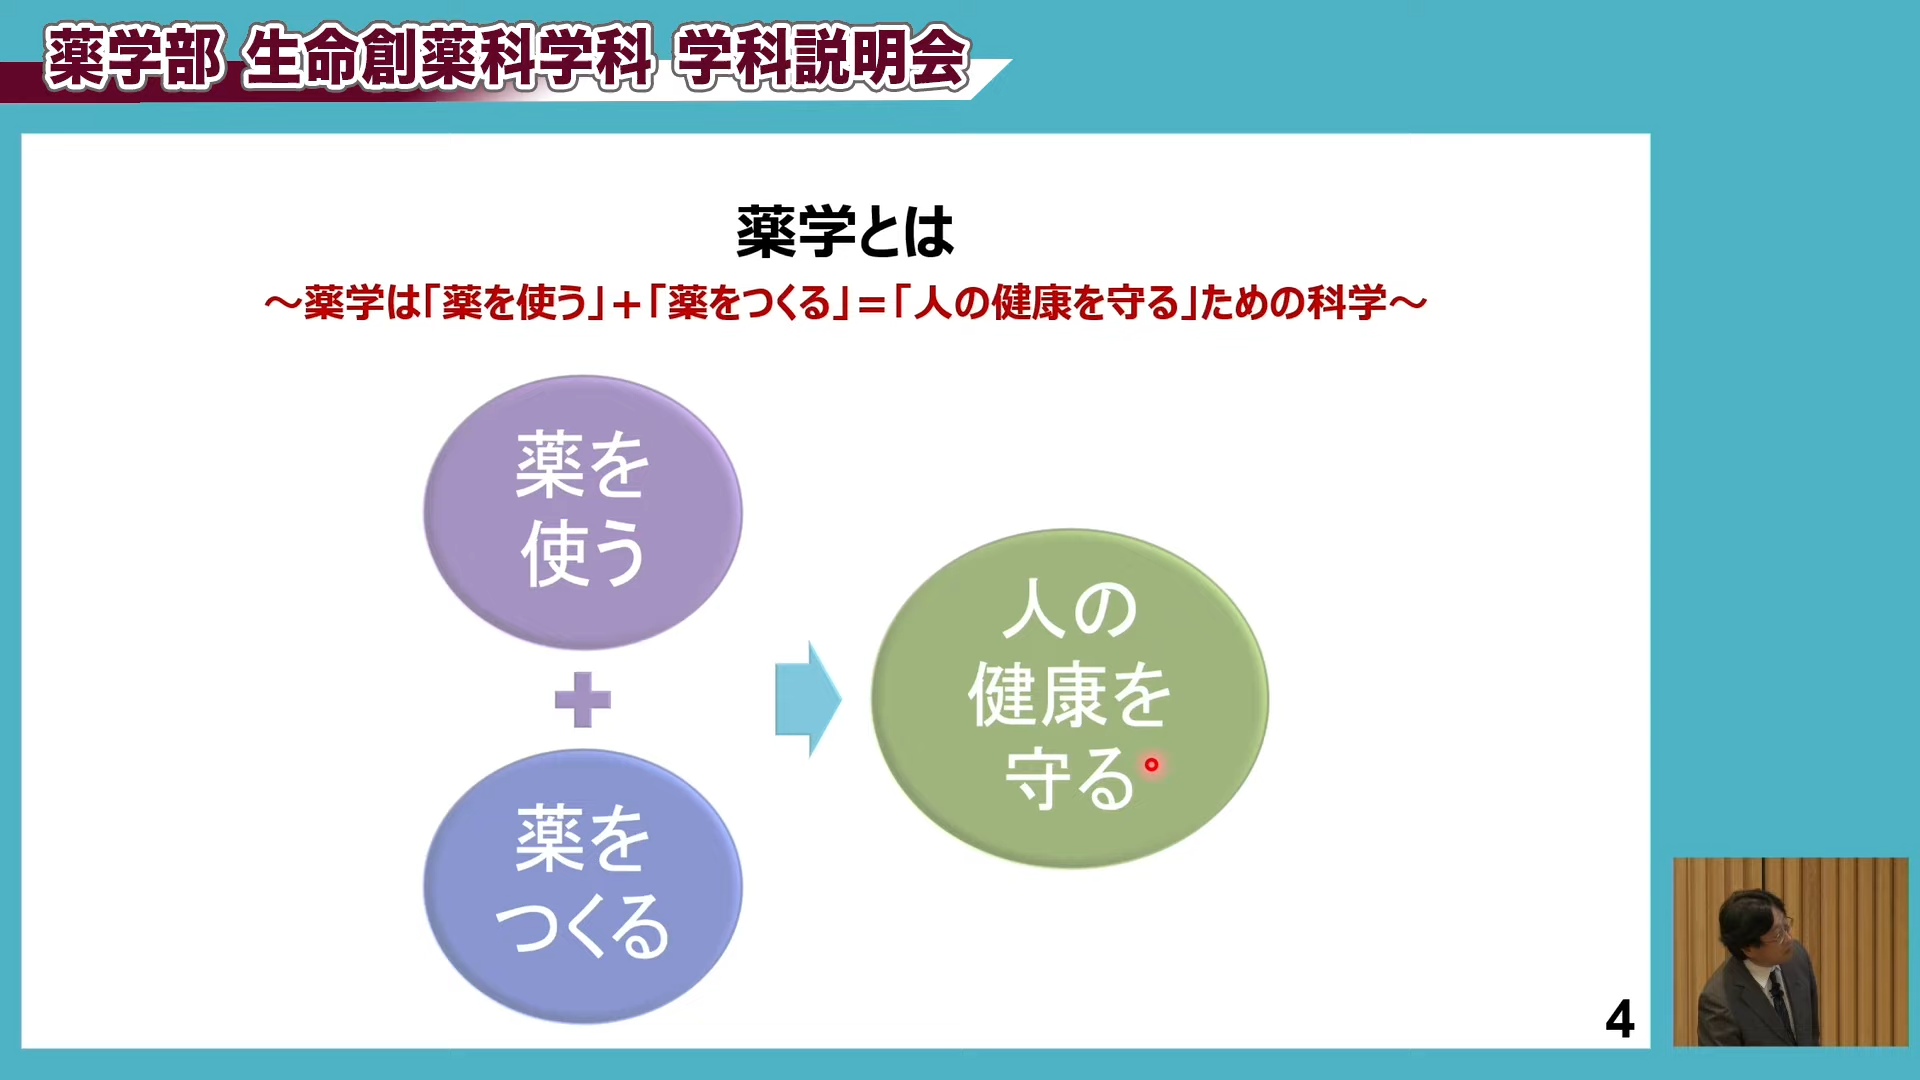 薬学部 生命創薬科学科 学科説明会
薬学とは
～薬学は「薬を使う」＋「薬をつくる」＝「人の健康を守る」ための科学～
薬を
使う
薬を
つくる
人の
健康を
守る
4